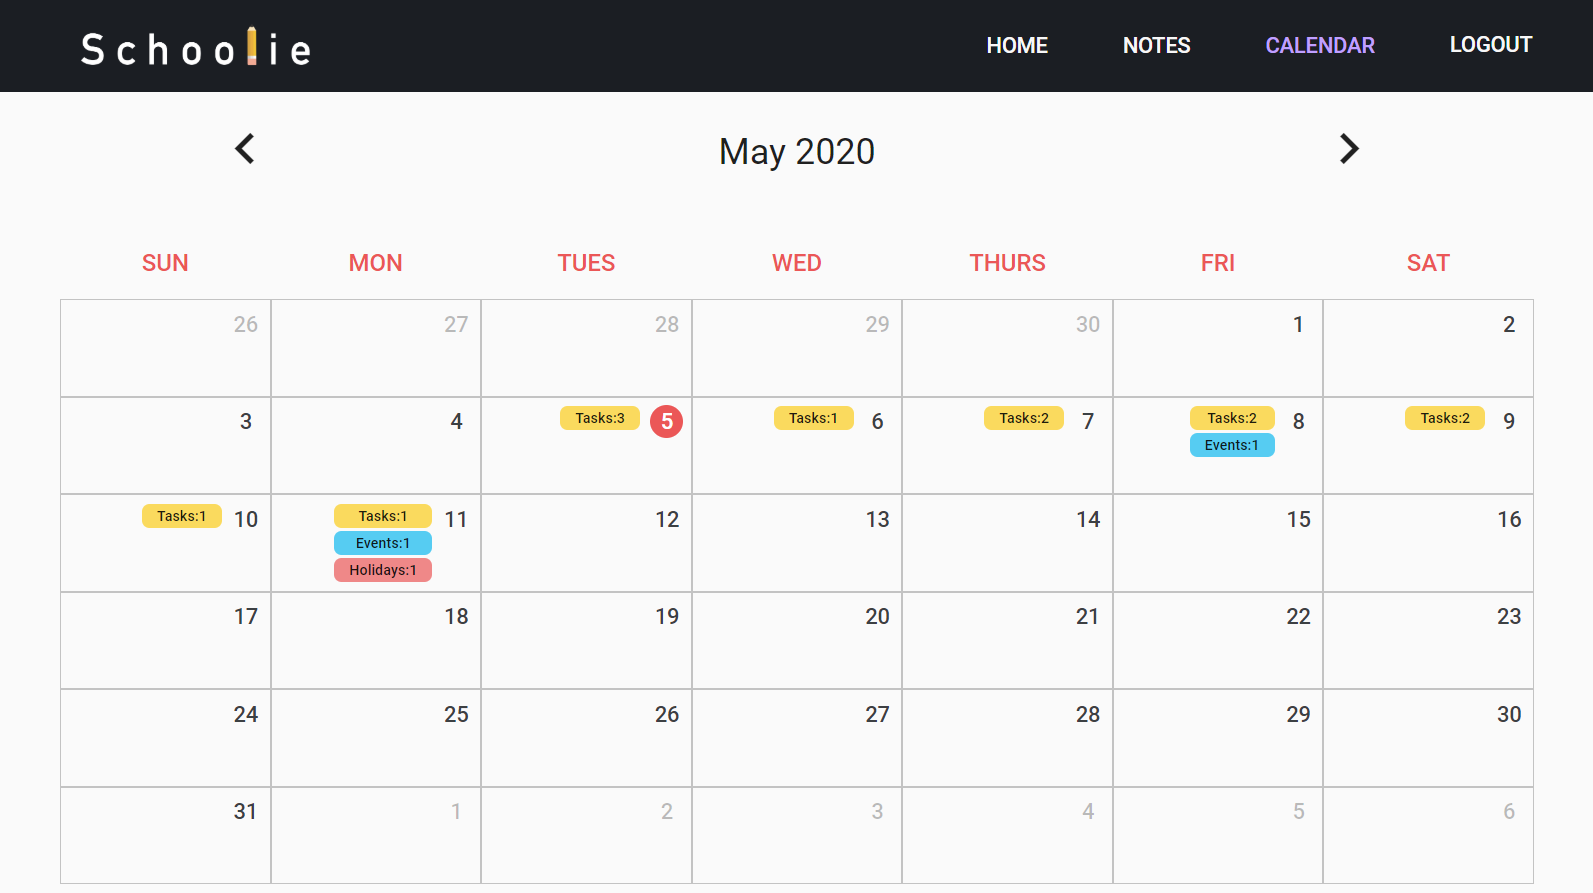 Schoolie HOME NOTES CALENDAR LOGOUT
May 2020
SUN MON TUES WED THURS FRI SAT
26 27 28 29 30 1 2
3 4 Tasks:3 5 Tasks:1 6 Tasks:2 7 Tasks:2 8 Tasks:2 9
Events:1
Tasks:1 10 Tasks:1 11 12 13 14 15 16
Events:1
Holidays:1
17 18 19 20 21 22 23
24 25 26 27 28 29 30
31 1 2 3 4 5 6